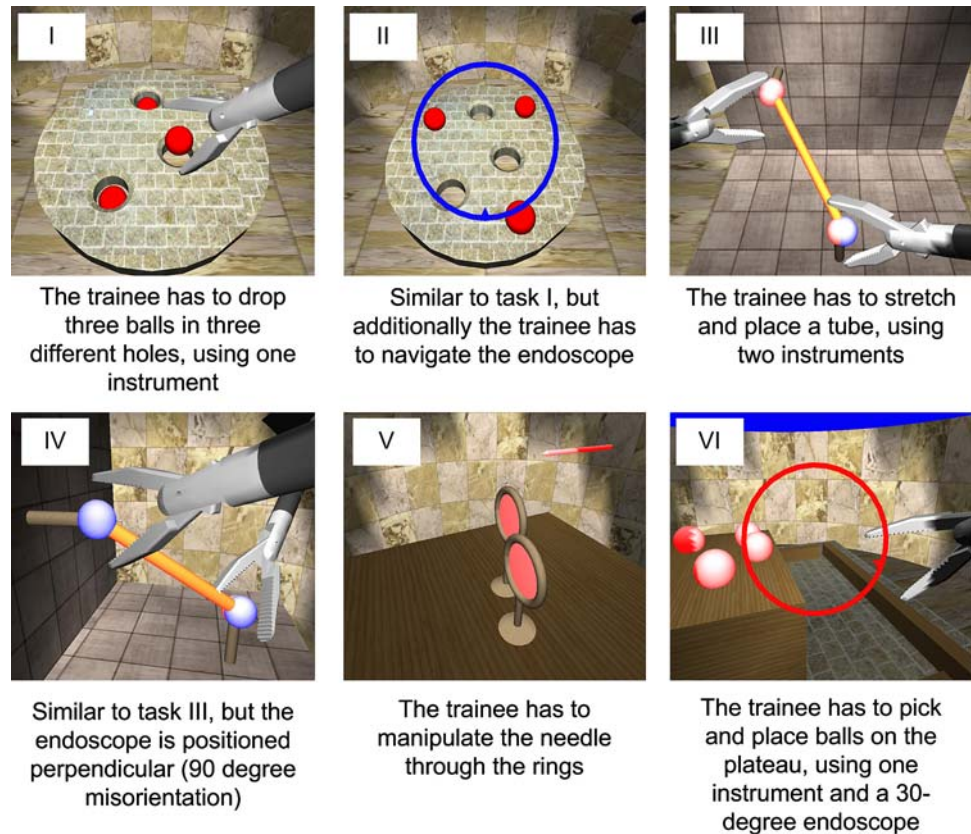 I
II
III
The trainee has to drop
three balls in three
different holes, using one
instrument
Similar to task I, but
additionally the trainee has
to navigate the endoscope
The trainee has to stretch
and place a tube, using
two instruments
IV
V
VI
Similar to task III, but the
endoscope is positioned
perpendicular (90 degree
misorientation)
The trainee has to
manipulate the needle
through the rings
The trainee has to pick
and place balls on the
plateau, using one
instrument and a 30-
degree endoscope